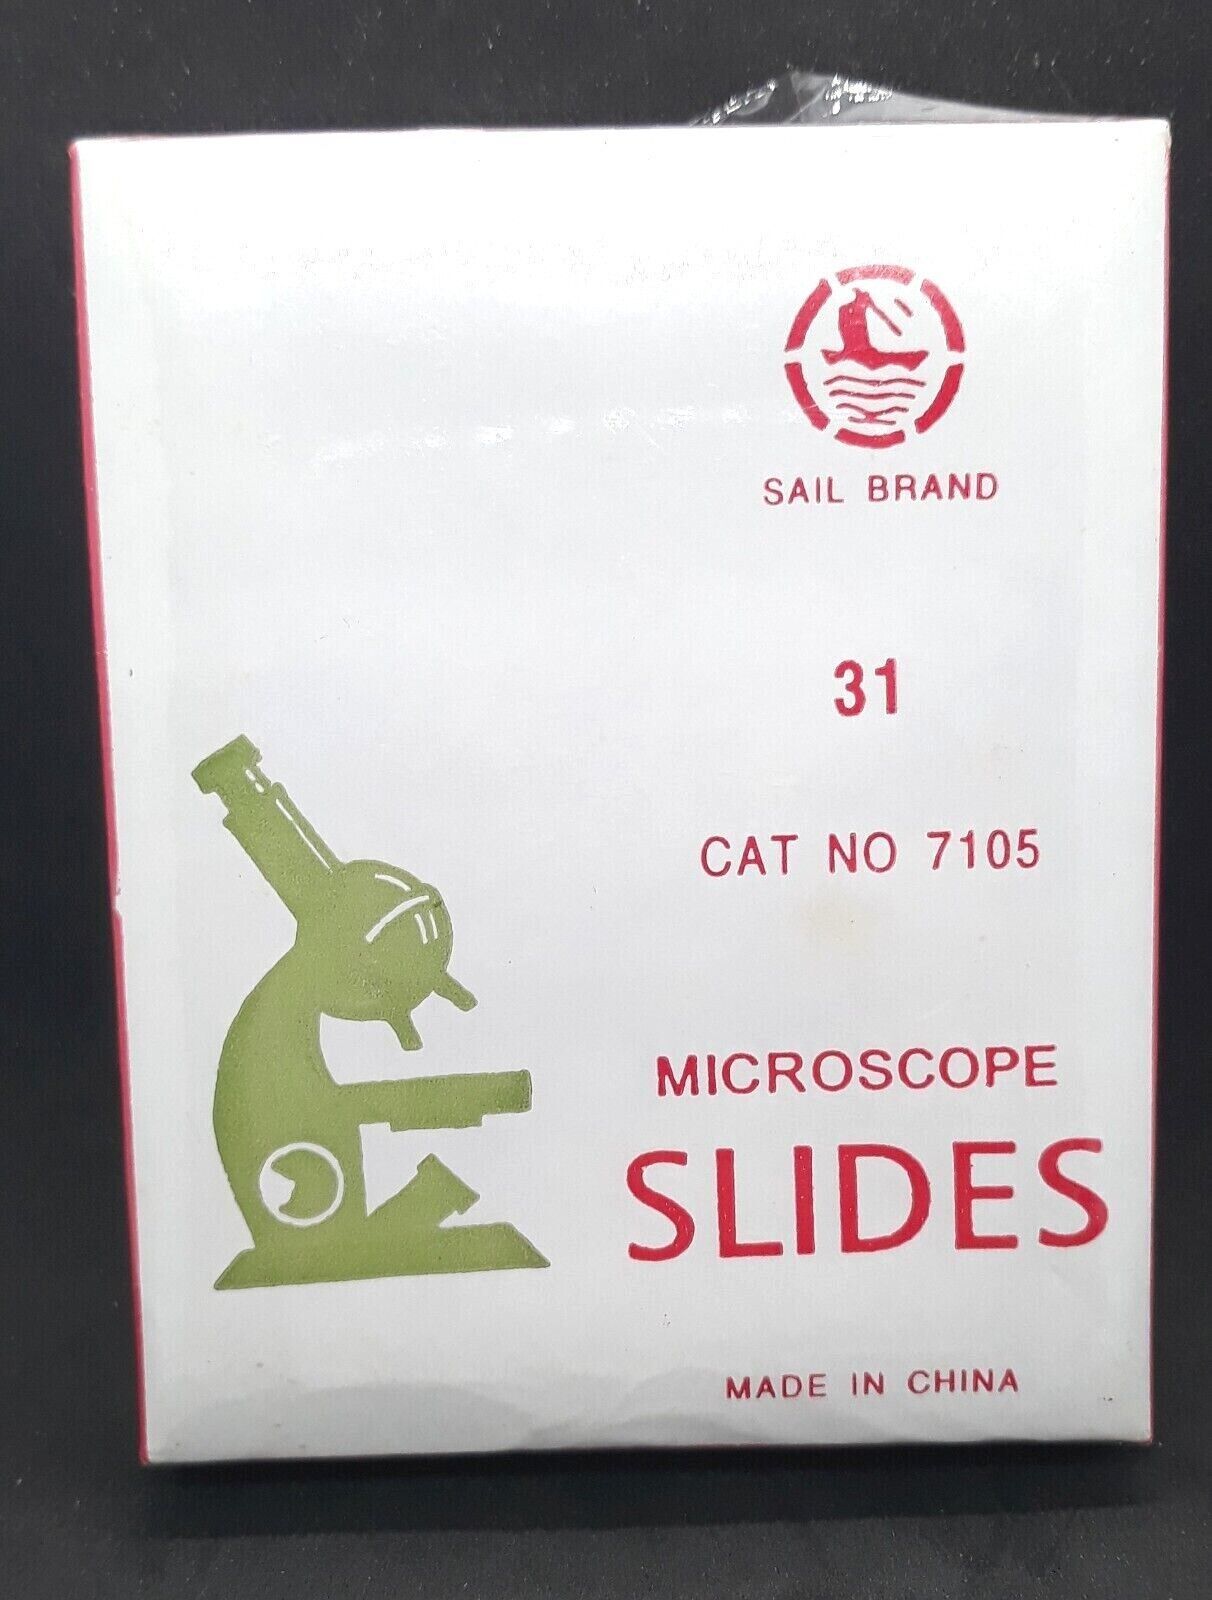 SAIL BRAND
31
CAT NO 7105
MICROSCOPE
SLIDES
MADE IN CHINA